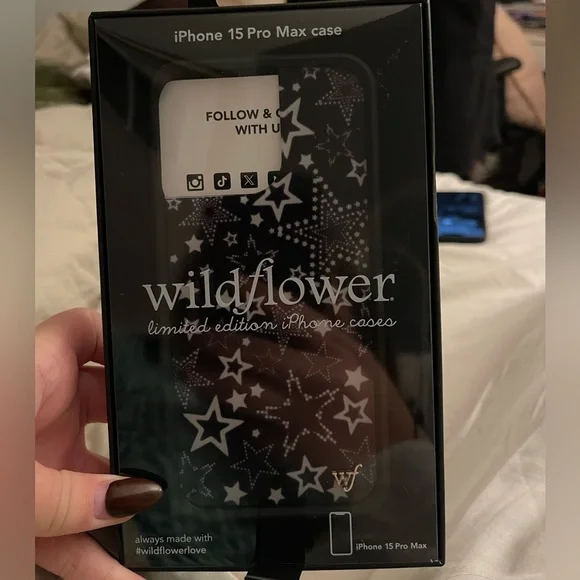 iPhone 15 Pro Max case
FOLLOW &
WITH U
wildflower
limited edition iPhone cases
wf
always made with
#wildflowerlove
iPhone 15 Pro Max